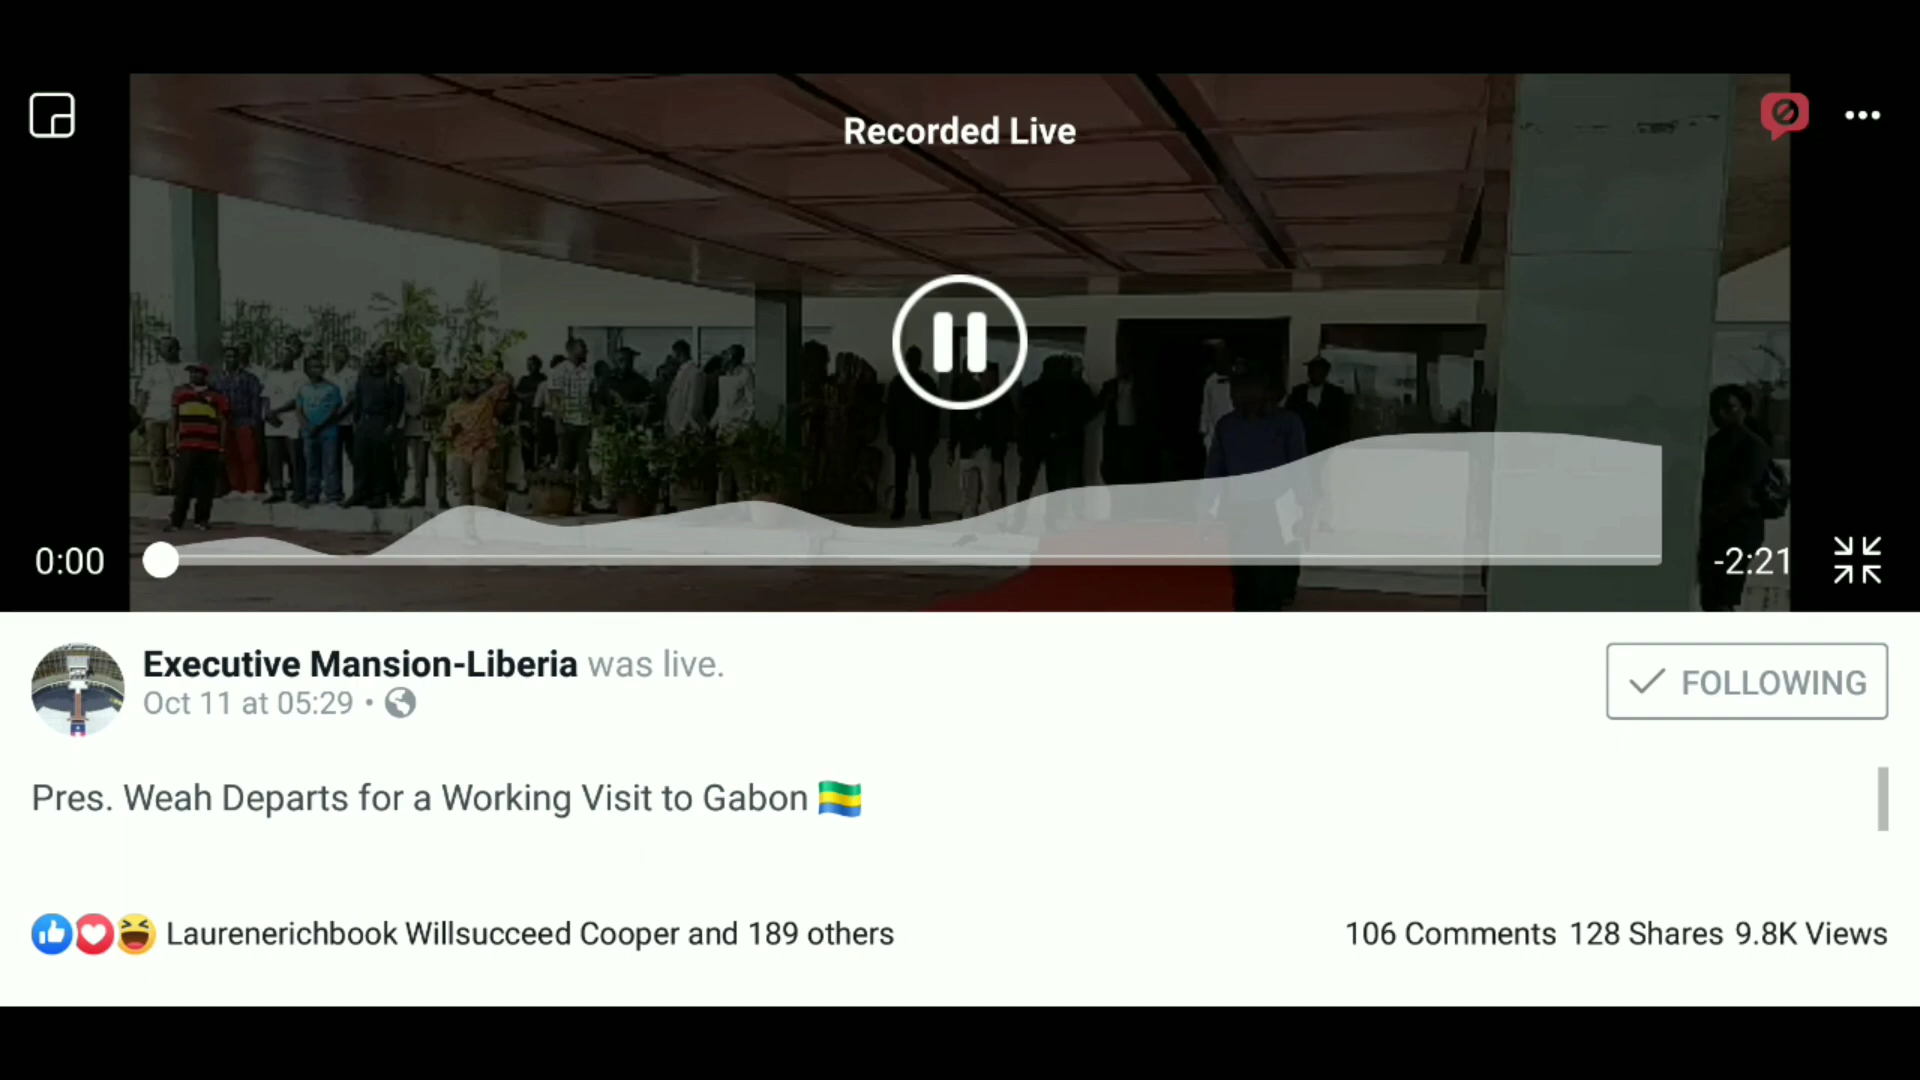 Recorded Live
0:00
-2:21
Executive Mansion-Liberia was live.
Oct 11 at 05:29 •
FOLLOWING
Pres. Weah Departs for a Working Visit to Gabon 🇬🇦
Laurenerichbook Willsucceed Cooper and 189 others
106 Comments 128 Shares 9.8K Views